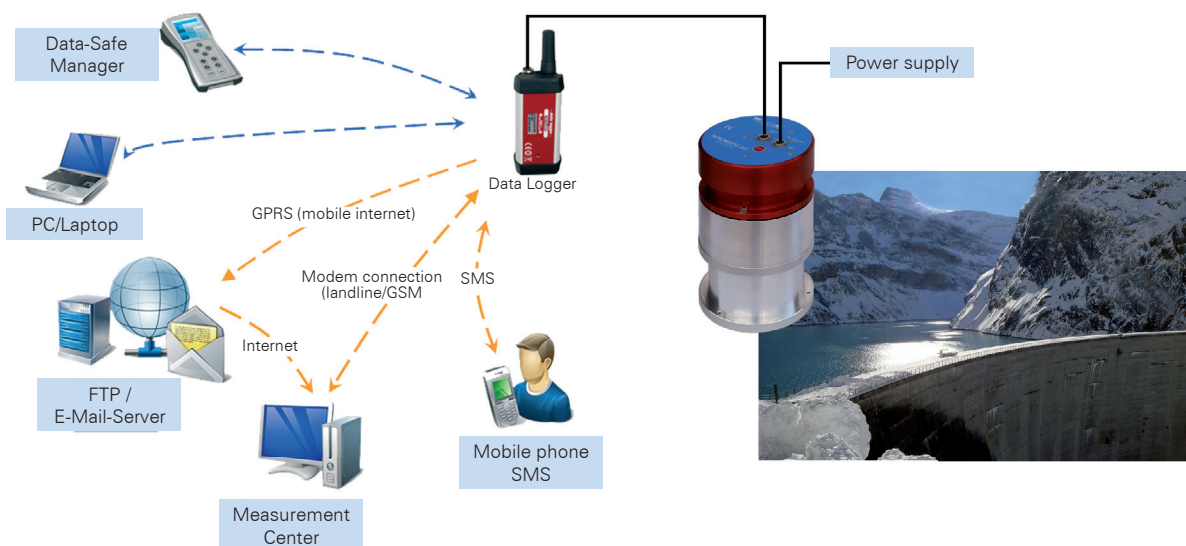 Data-Safe
Manager
Power supply
Data Logger
PC/Laptop
GPRS (mobile internet)
Modem connection
(landline/GSM
SMS
Internet
FTP /
E-Mail-Server
Mobile phone
SMS
Measurement
Center